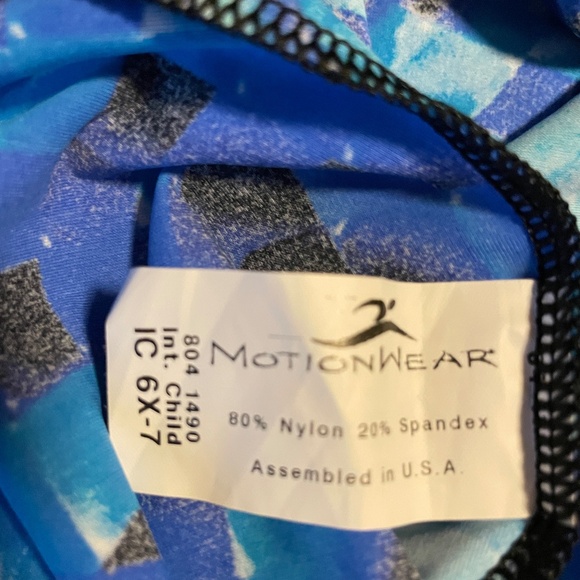 MOTIONWEAR®
80% Nylon 20% Spandex
Assembled in U.S.A.
804 1490
Int. Child
IC 6X-7